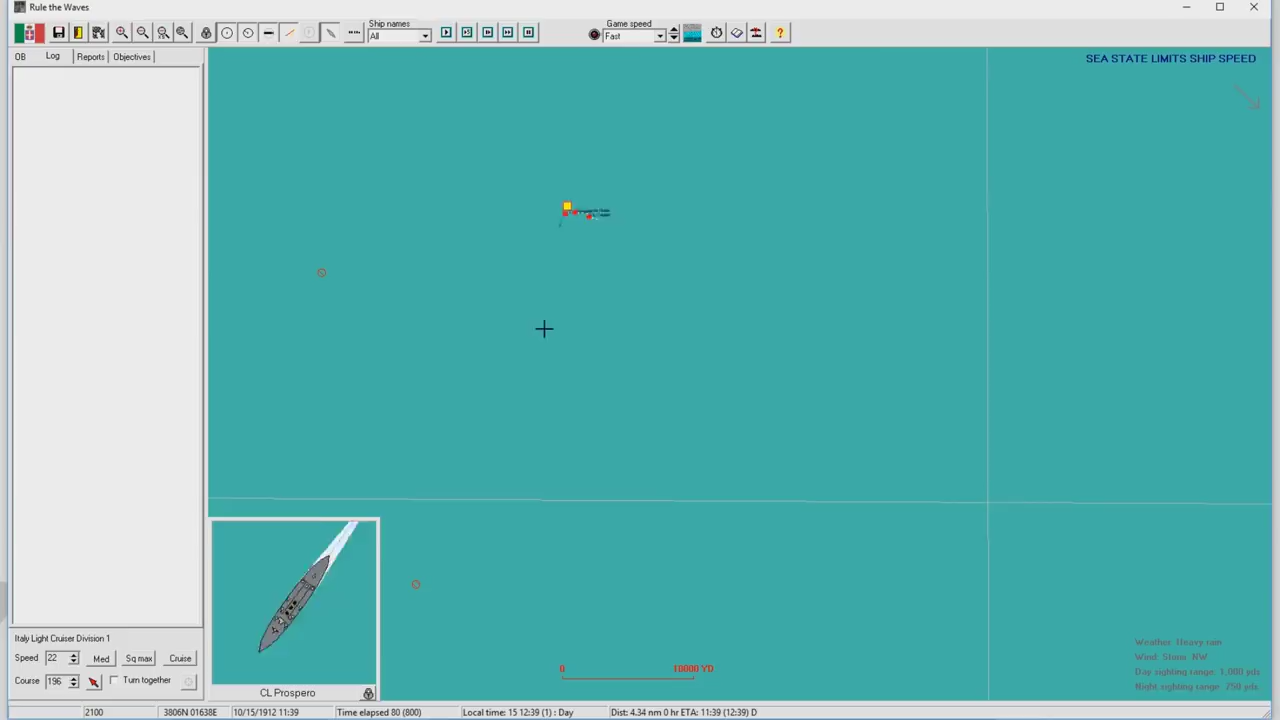 Rule the Waves
Ship names
All
Game speed
Fast
OB
Log
Reports
Objectives
SEA STATE LIMITS SHIP SPEED
Italy Light Cruiser Division 1
Speed 22 Med Sq max Cruise
Course 196 Turn together
CL Prospero
0 10000 YD
Weather: Heavy rain
Wind: Storm NW
Day sighting range: 1,000 yds
Night sighting range: 250 yds
2100 3806N 01638E 10/15/1912 11:39 Time elapsed 80 (800) Local time: 15 12:39 (1) : Day Dist: 4.34 nm 0 hr ETA: 11:39 (12:39) D